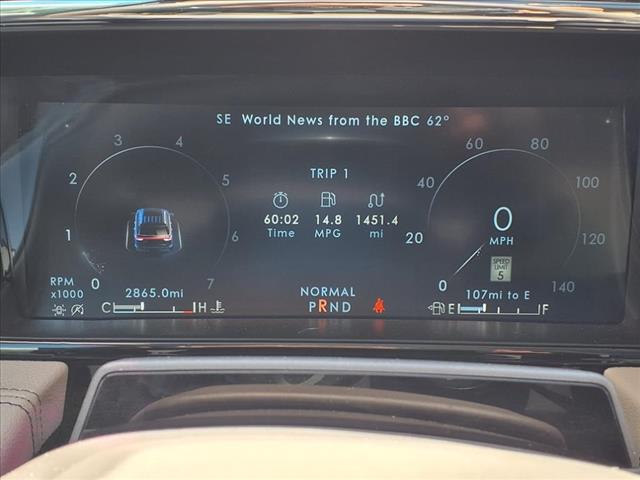 SE World News from the BBC 62°
3 4
2 5
1 6
0 7
RPM
x1000
2865.0mi
C H
TRIP 1
60:02 14.8 1451.4
Time MPG mi
NORMAL
PRND
60 80
40 100
20 120
0 140
0
MPH
SPEED
LIMIT
5
107mi to E
E F